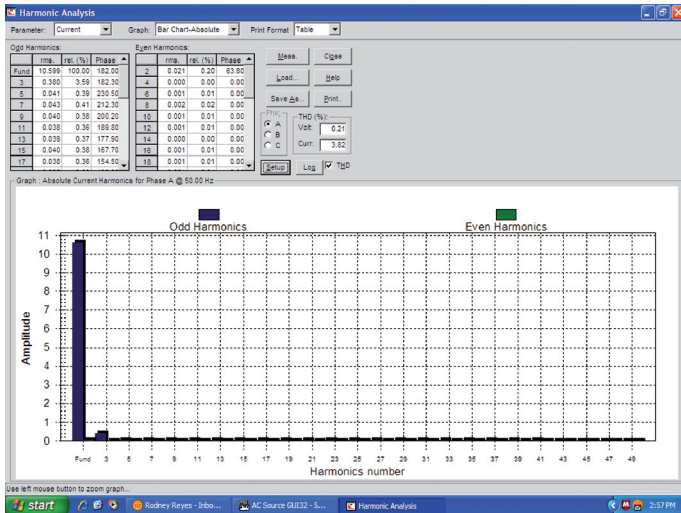 Harmonic Analysis
Parameter: Current Graph: Bar Chart-Absolute Print Format Table
Odd Harmonics:
rms. rel. (%) Phase
Fund 10.599 100.00 182.00
3 0.380 3.59 182.30
5 0.041 0.39 230.50
7 0.043 0.41 212.30
9 0.040 0.38 200.20
11 0.038 0.36 189.80
13 0.039 0.37 177.90
15 0.040 0.38 167.70
17 0.038 0.36 154.50
Even Harmonics:
rms. rel. (%) Phase
2 0.021 0.20 63.80
4 0.000 0.00 0.00
6 0.001 0.01 0.00
8 0.002 0.02 0.00
9 0.001 0.01 0.00
12 0.001 0.01 0.00
14 0.000 0.00 0.00
16 0.001 0.01 0.00
18 0.001 0.01 0.00
Meas. Close
Load... Help
Save As... Print..
A
B
C
THD (%):
Volt: 0.21
Curr: 3.82
Setup Log THD
Graph : Absolute Current Harmonics for Phase A @ 50.00 Hz
Odd Harmonics Even Harmonics
Amplitude
11
10
9
8
7
6
5
4
3
2
1
0
Fund 3 5 7 9 11 13 15 17 19 21 23 25 27 29 31 33 35 37 39 41 43 45 47 49
Harmonics number
Use left mouse button to zoom graph...
start Rodney Reyes - Inbo... AC Source GUI32 - S... Harmonic Analysis 2:57 PM